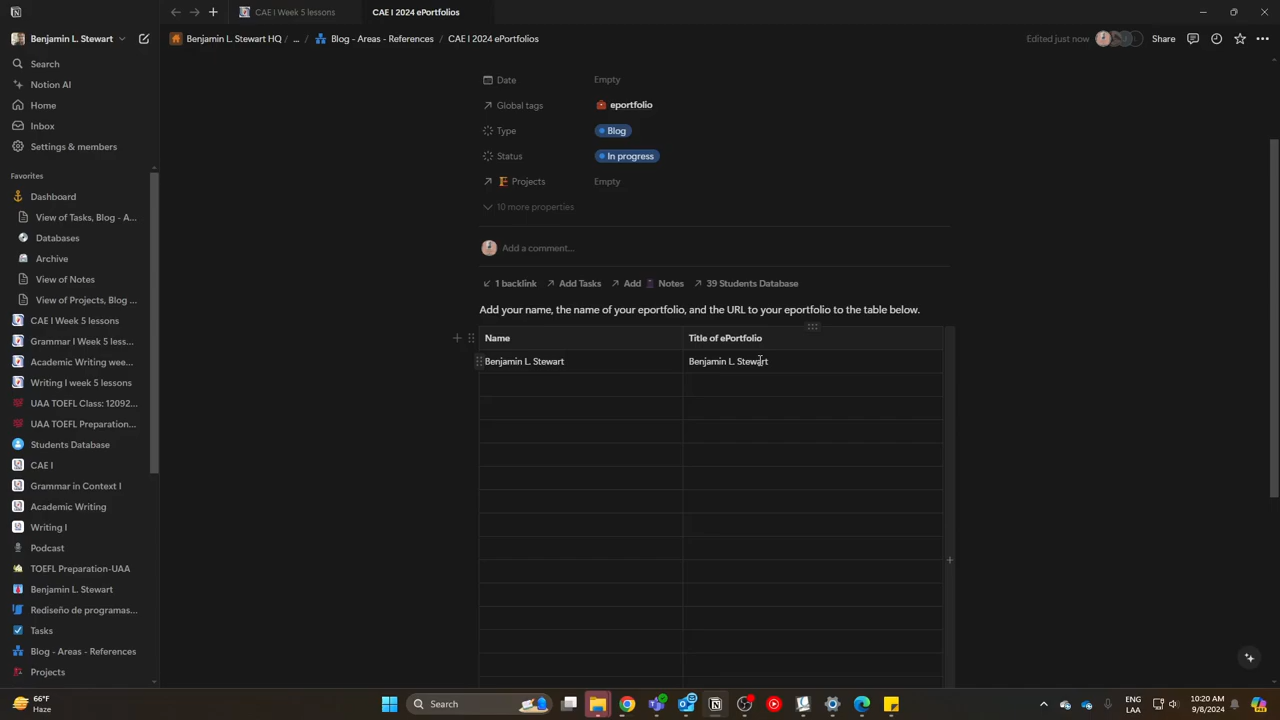 CAE I Week 5 lessons
CAE I 2024 ePortfolios
Benjamin L. Stewart
Benjamin L. Stewart HQ / ... / Blog - Areas - References / CAE I 2024 ePortfolios
Edited just now
Share
Search
Notion AI
Home
Inbox
Settings & members
Favorites
Dashboard
View of Tasks, Blog - A...
Databases
Archive
View of Notes
View of Projects, Blog ...
CAE I Week 5 lessons
Grammar I Week 5 less...
Academic Writing wee...
Writing I week 5 lessons
UAA TOEFL Class: 12092...
UAA TOEFL Preparation...
Students Database
CAE I
Grammar in Context I
Academic Writing
Writing I
Podcast
TOEFL Preparation-UAA
Benjamin L. Stewart
Rediseño de programas...
Tasks
Blog - Areas - References
Projects
Date Empty
Global tags eportfolio
Type Blog
Status In progress
Projects Empty
10 more properties
Add a comment...
1 backlink Add Tasks Add Notes 39 Students Database
Add your name, the name of your eportfolio, and the URL to your eportfolio to the table below.
Name Title of ePortfolio
Benjamin L. Stewart Benjamin L. Stewart
66°F
Haze
Search
ENG
LAA
10:20 AM
9/8/2024